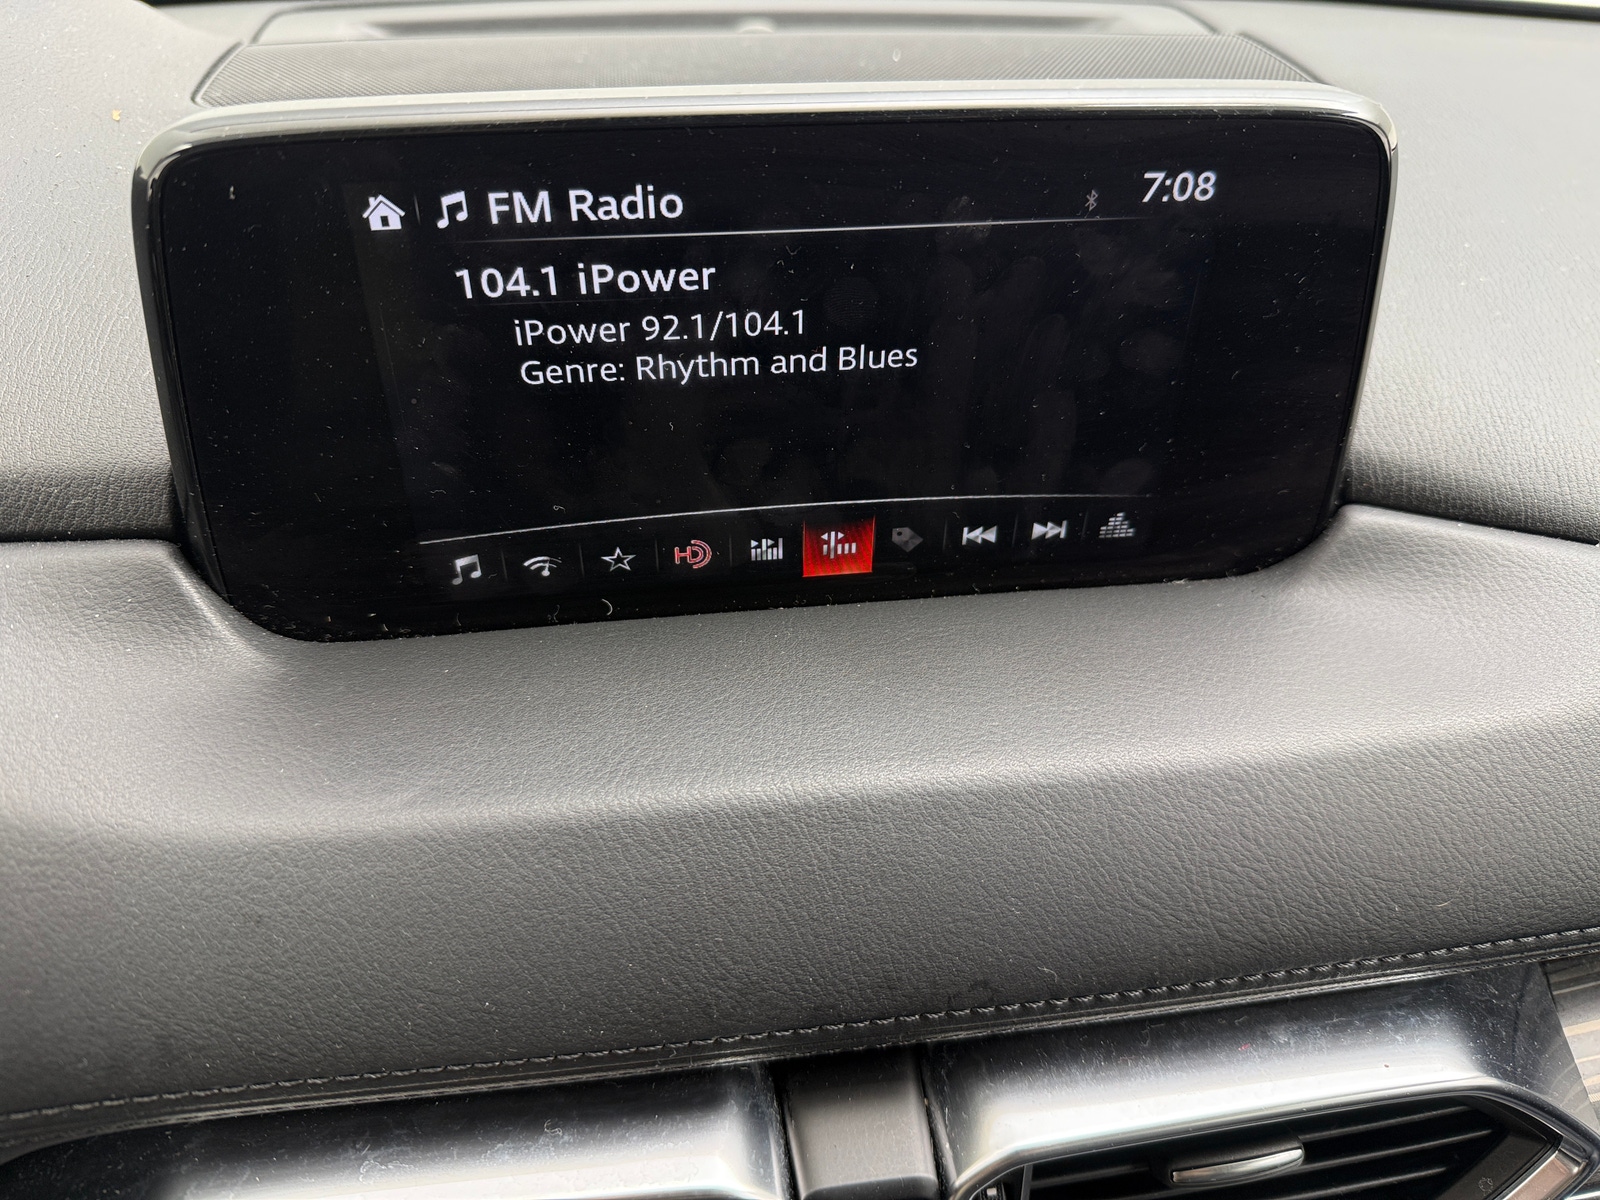 FM Radio
7:08
104.1 iPower
iPower 92.1/104.1
Genre: Rhythm and Blues
HD